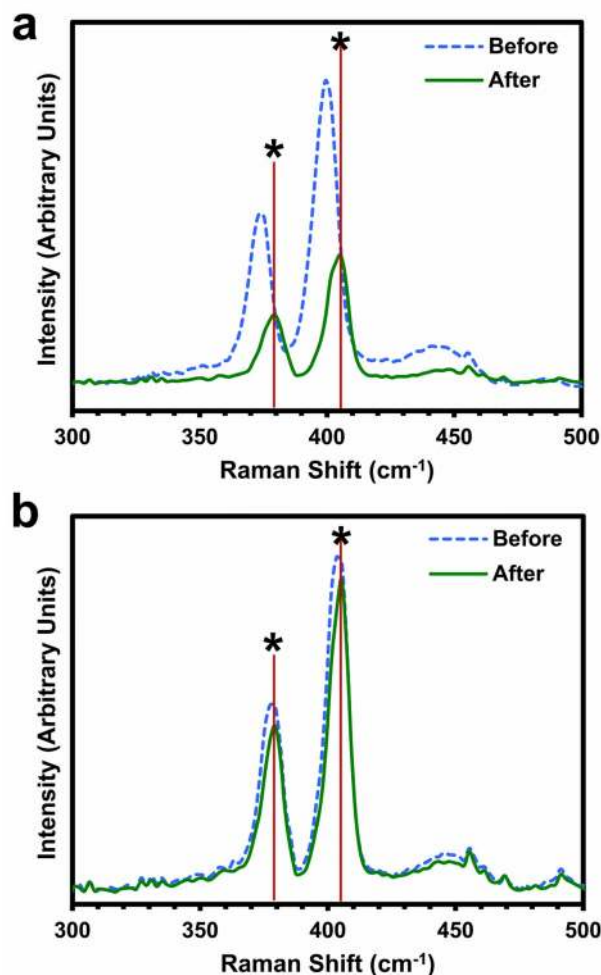 a
*
*
Before
After
Intensity (Arbitrary Units)
300
350
400
450
500
Raman Shift (cm⁻¹)
b
*
*
Before
After
Intensity (Arbitrary Units)
300
350
400
450
500
Raman Shift (cm⁻¹)